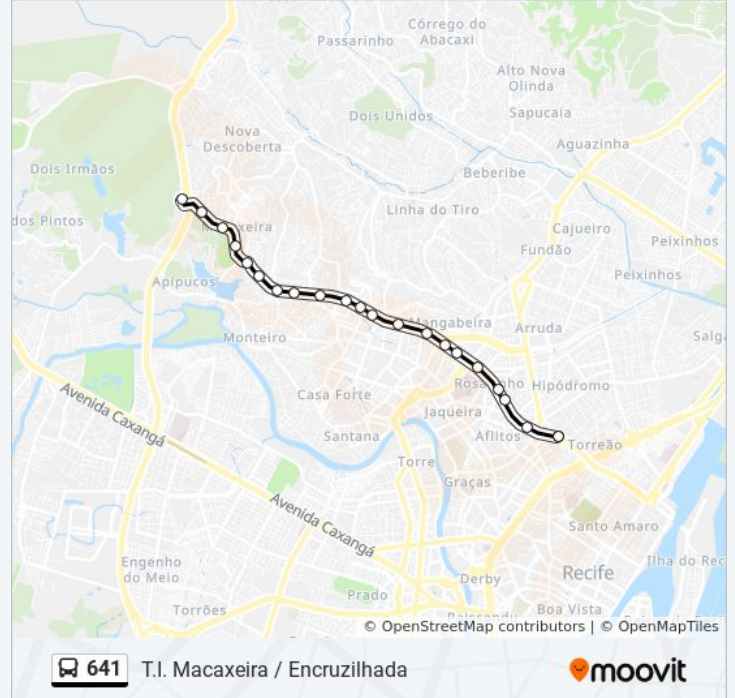 Córrego do
Abacaxi
Passarinho
Alto Nova
Olinda
Sapucaia
Dois Unidos
Nova
Descoberta
Aguazinha
Dois Irmãos
Beberibe
dos Pintos
Linha do Tiro
Macaxeira
Cajueiro
Peixinhos
Fundão
Peixinhos
Apipucos
Mangabeira
Arruda
Monteiro
Salga
Rosarinho
Hipódromo
Avenida Caxangá
Casa Forte
Jaqueira
Santana
Aflitos
Torreão
Torre
Graças
Avenida Caxangá
Santo Amaro
Engenho
do Meio
Ilha do Rec
Recife
Derby
Prado
Torrões
Boa Vista
Paissandu
© OpenStreetMap contributors | © OpenMapTiles
641 T.I. Macaxeira / Encruzilhada
moovit